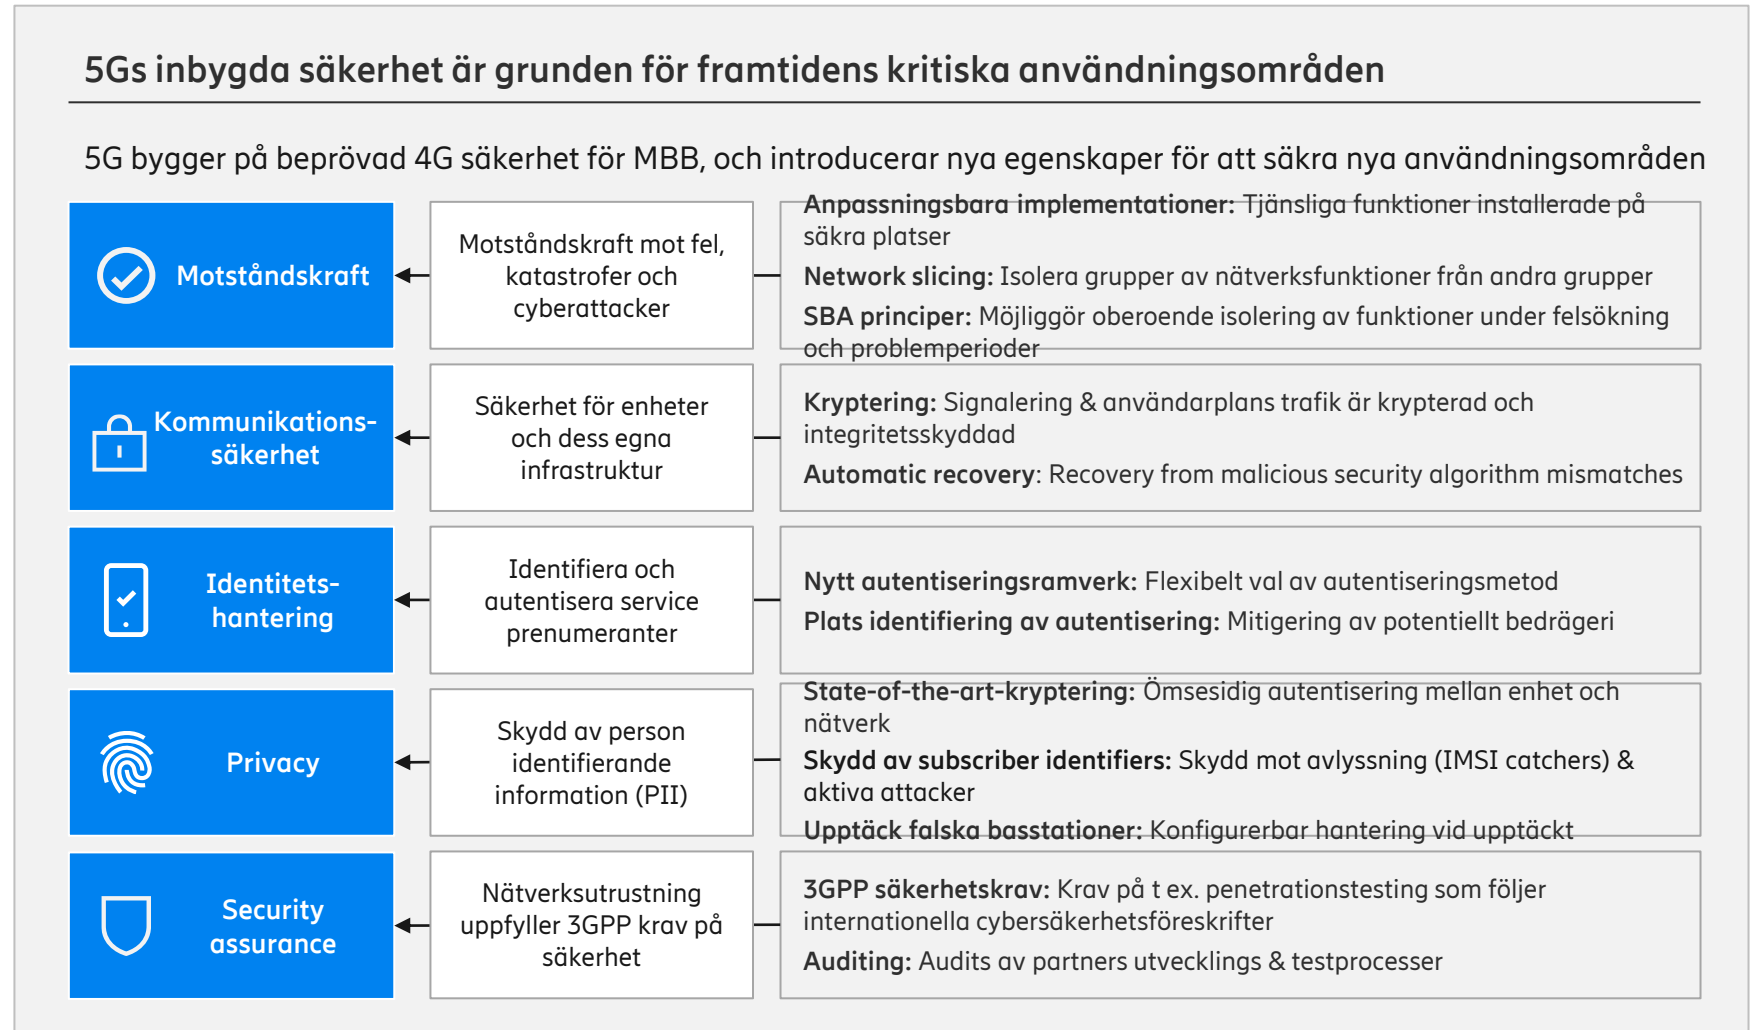 5Gs inbygda säkerhet är grunden för framtidens kritiska användningsområden
5G bygger på beprövad 4G säkerhet för MBB, och introducerar nya egenskaper för att säkra nya användningsområden
Motståndskraft
Motståndskraft mot fel,
katastrofer och
cyberattacker
Anpassningsbara implementationer: Tjänsliga funktioner installerade på
säkra platser
Network slicing: Isolera grupper av nätverksfunktioner från andra grupper
SBA principer: Möjliggör oberoende isolering av funktioner under felsökning
och problemperioder
Kommunikations-
säkerhet
Säkerhet för enheter
och dess egna
infrastruktur
Kryptering: Signalering & användarplans trafik är krypterad och
integritetsskyddad
Automatic recovery: Recovery from malicious security algorithm mismatches
Identitets-
hantering
Identifiera och
autentisera service
prenumeranter
Nytt autentiseringsramverk: Flexibelt val av autentiseringsmetod
Plats identifiering av autentisering: Mitigering av potentiellt bedrägeri
Privacy
Skydd av person
identifierande
information (PII)
State-of-the-art-kryptering: Ömsesidig autentisering mellan enhet och
nätverk
Skydd av subscriber identifiers: Skydd mot avlyssning (IMSI catchers) &
aktiva attacker
Upptäck falska basstationer: Konfigurerbar hantering vid upptäckt
Security
assurance
Nätverksutrustning
uppfyller 3GPP krav på
säkerhet
3GPP säkerhetskrav: Krav på t ex. penetrationstesting som följer
internationella cybersäkerhetsföreskrifter
Auditing: Audits av partners utvecklings & testprocesser